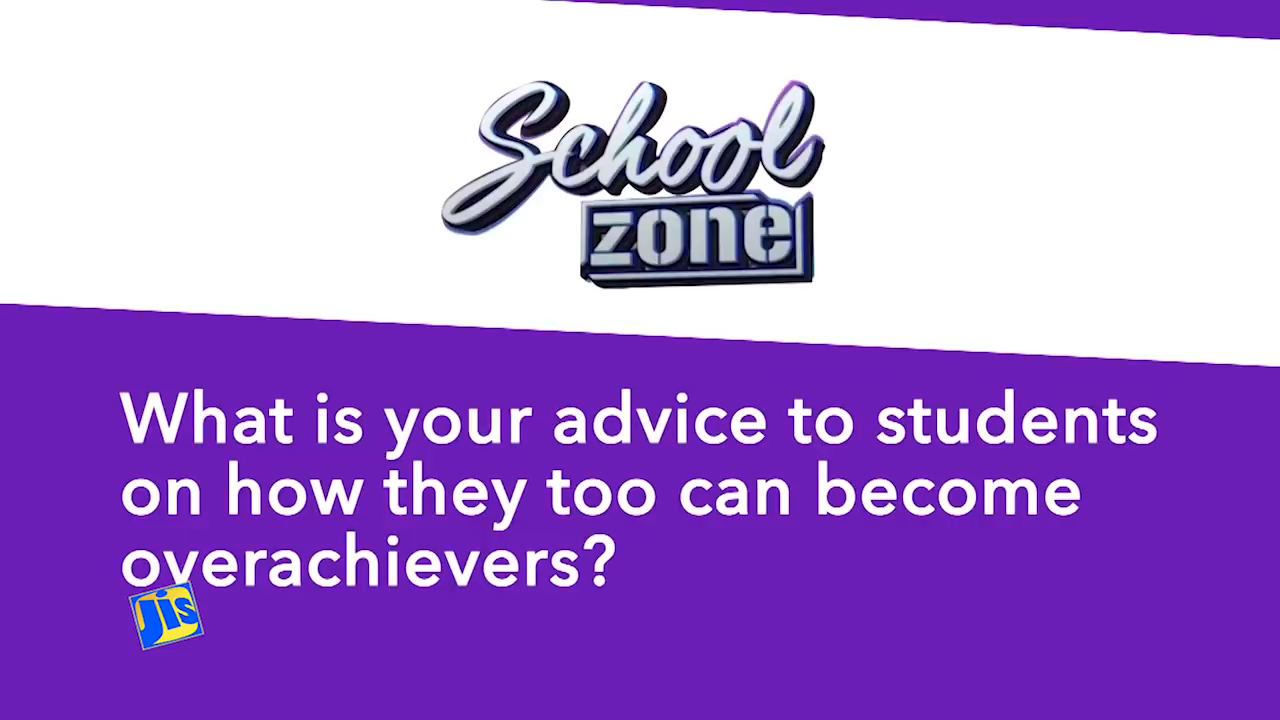 School
zone
What is your advice to students
on how they too can become
overachievers?
Jis